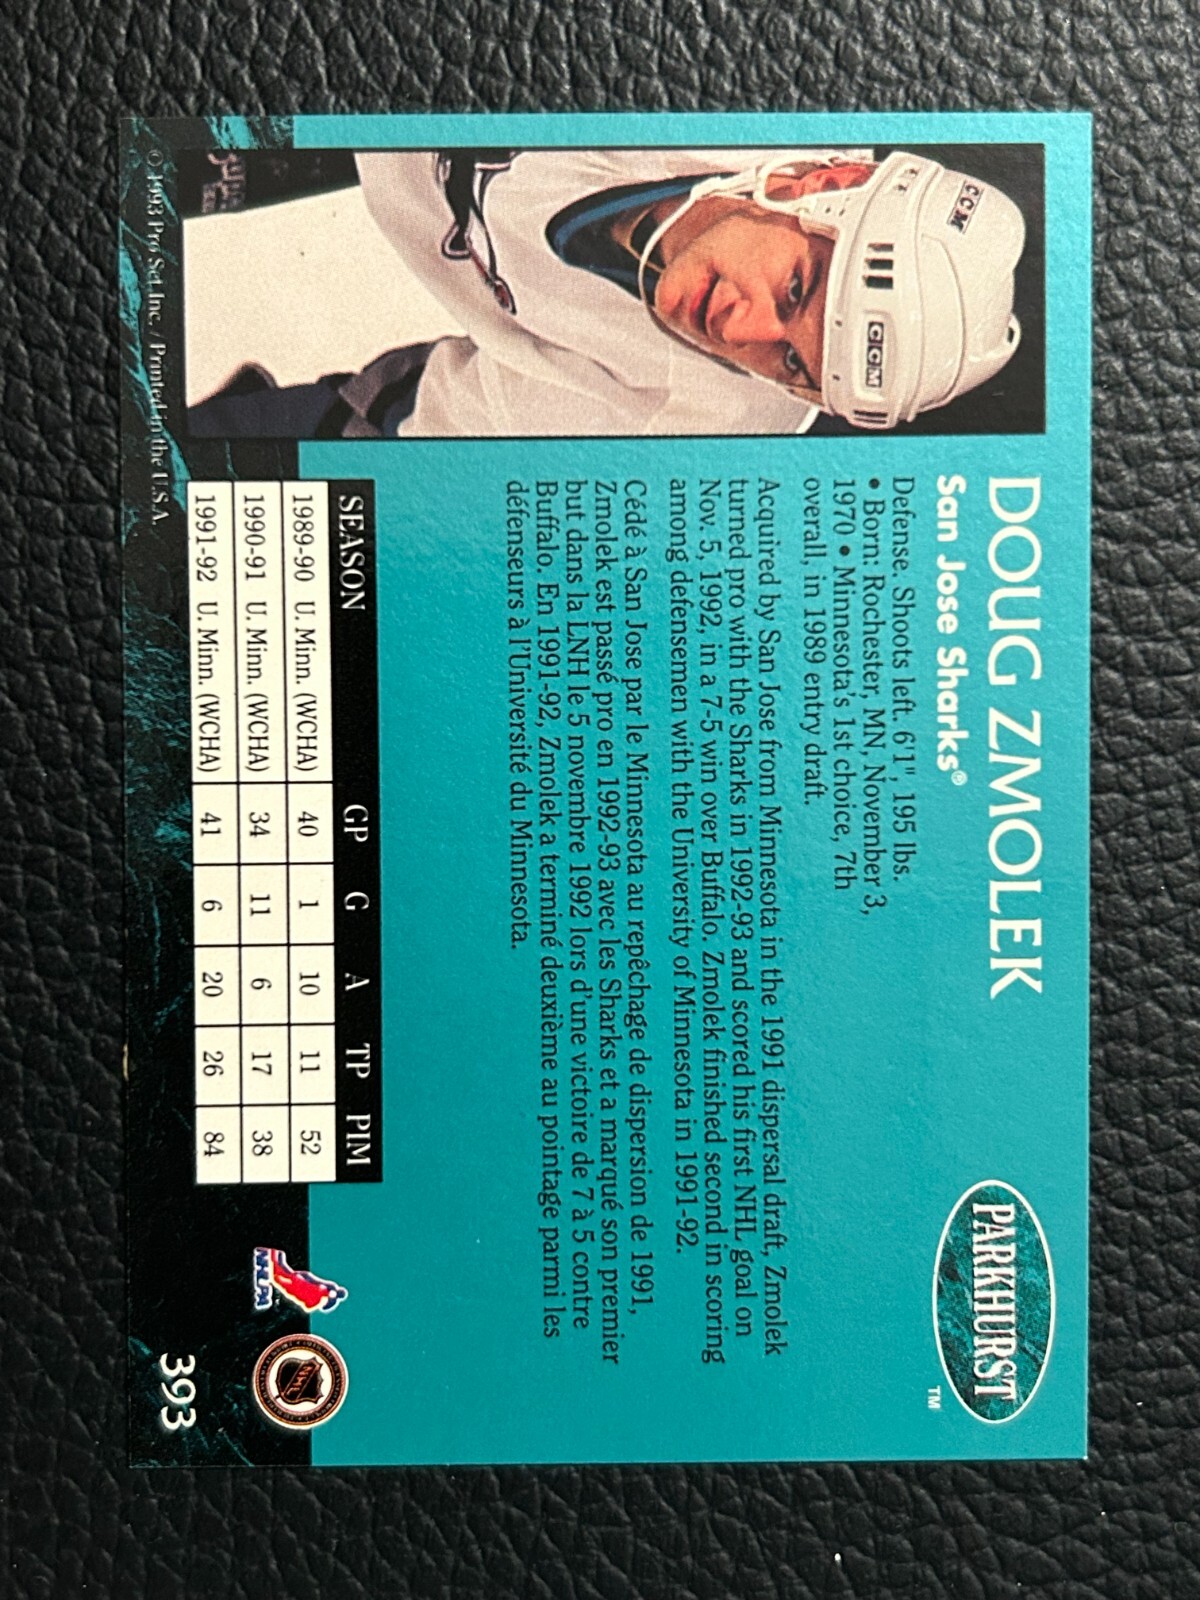 DOUG ZMOLEK
San Jose Sharks®
PARKHURST
TM
Defense. Shoots left. 6'1", 195 lbs.
• Born: Rochester, MN, November 3,
1970 • Minnesota's 1st choice, 7th
overall, in 1989 entry draft.
Acquired by San Jose from Minnesota in the 1991 dispersal draft, Zmolek
turned pro with the Sharks in 1992-93 and scored his first NHL goal on
Nov. 5, 1992, in a 7-5 win over Buffalo. Zmolek finished second in scoring
among defensemen with the University of Minnesota in 1991-92.
Cédé à San Jose par le Minnesota au repêchage de dispersion de 1991,
Zmolek est passé pro en 1992-93 avec les Sharks et a marqué son premier
but dans la LNH le 5 novembre 1992 lors d'une victoire de 7 à 5 contre
Buffalo. En 1991-92, Zmolek a terminé deuxième au pointage parmi les
défenseurs à l'Université du Minnesota.
SEASON GP G A TP PIM
1989-90 U. Minn. (WCHA) 40 1 10 11 52
1990-91 U. Minn. (WCHA) 34 11 6 17 38
1991-92 U. Minn. (WCHA) 41 6 20 26 84
CCM
CCM
NHLPA
NHL
© 1993 Pro Set, Inc. / Printed in the U.S.A.
393